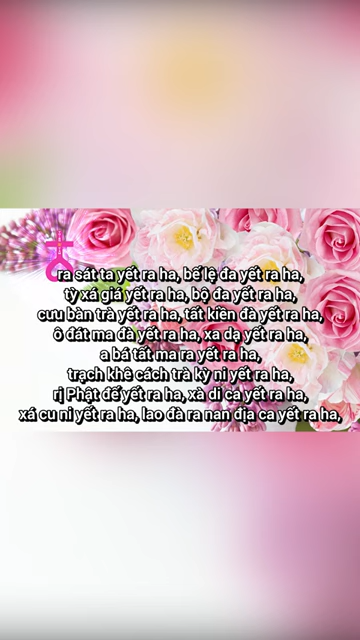 ra sát ta yết ra ha, bế lệ đa yết ra ha,
tỳ xá giá yết ra ha, bộ đa yết ra ha,
cưu bàn trà yết ra ha, tất kiền đà yết ra ha,
ô đát ma đà yết ra ha, xa dạ yết ra ha,
a bá tất ma ra yết ra ha,
trạch khê cách trà kỳ ni yết ra ha,
rị Phật đế yết ra ha, xà di ca yết ra ha,
xá cu ni yết ra ha, lao đà ra nan địa ca yết ra ha,